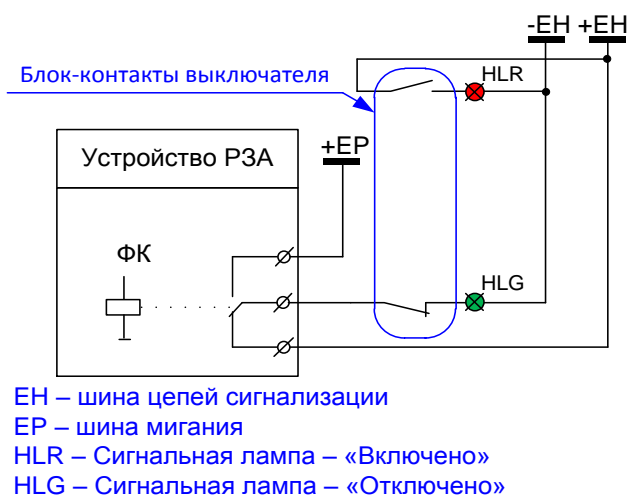 -EH +EH
Блок-контакты выключателя
HLR
Устройство РЗА
+EP
ФК
HLG
EH – шина цепей сигнализации
EP – шина мигания
HLR – Сигнальная лампа – «Включено»
HLG – Сигнальная лампа – «Отключено»